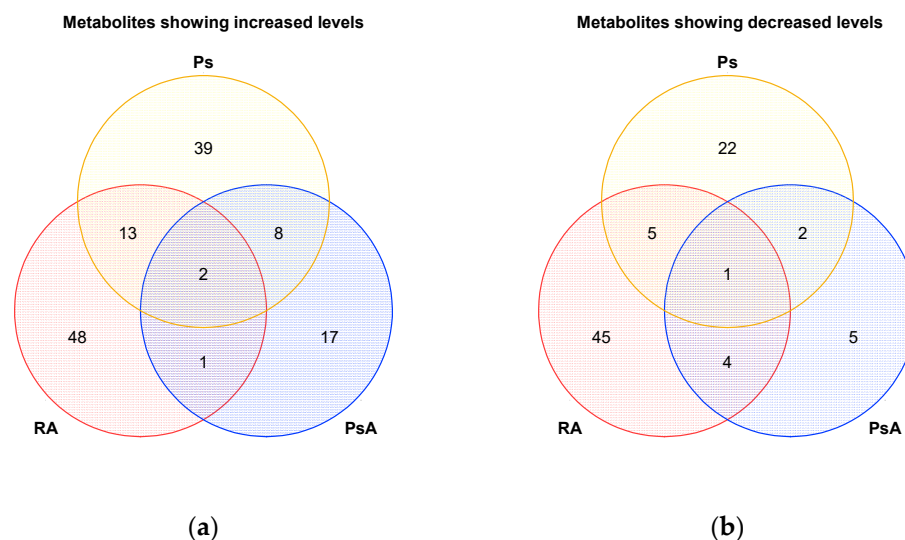 Metabolites showing increased levels
Ps
39
13
8
2
48
17
1
RA
PsA
(a)
Metabolites showing decreased levels
Ps
22
5
2
1
45
5
4
RA
PsA
(b)